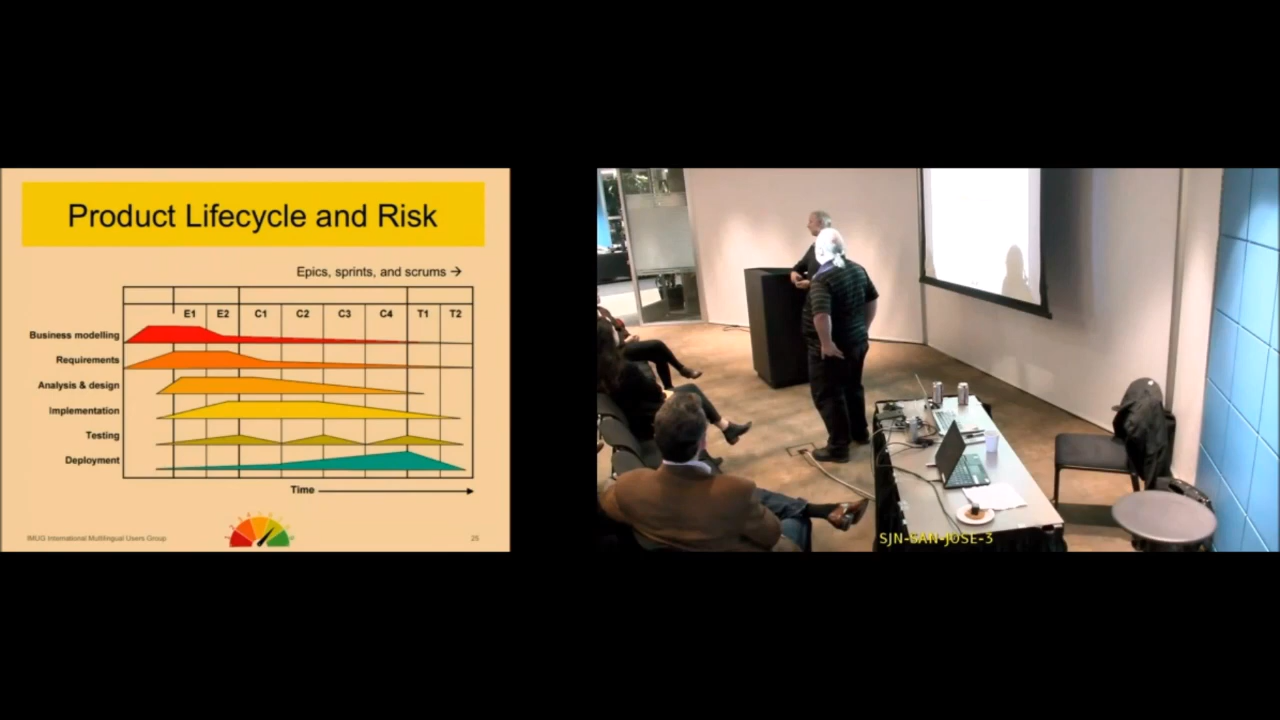 Product Lifecycle and Risk
Epics, sprints, and scrums →
E1 E2 C1 C2 C3 C4 T1 T2
Business modelling
Requirements
Analysis & design
Implementation
Testing
Deployment
Time
IMUG International Multilingual Users Group
25
SJN-SAN-JOSE-3